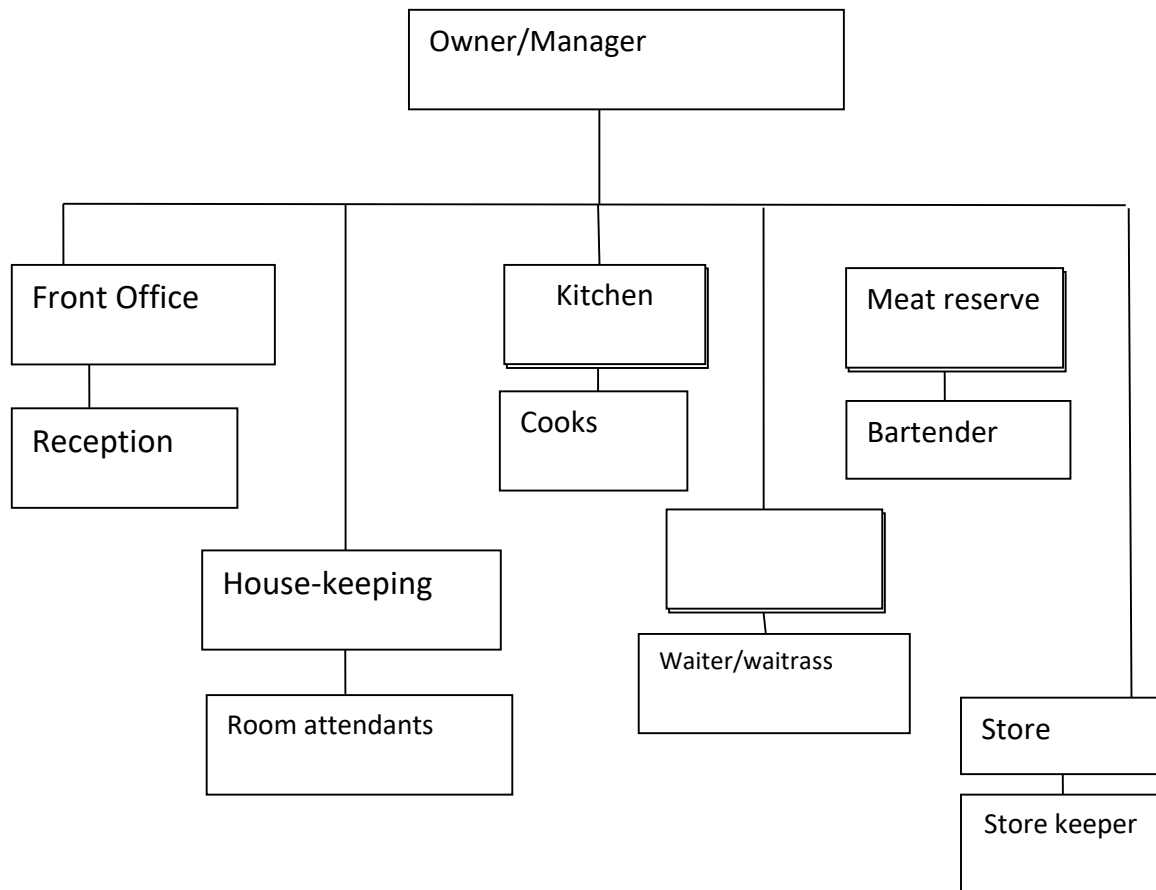 Owner/Manager
Front Office
Kitchen
Meat reserve
Reception
Cooks
Bartender
House-keeping
Waiter/waitrass
Room attendants
Store
Store keeper